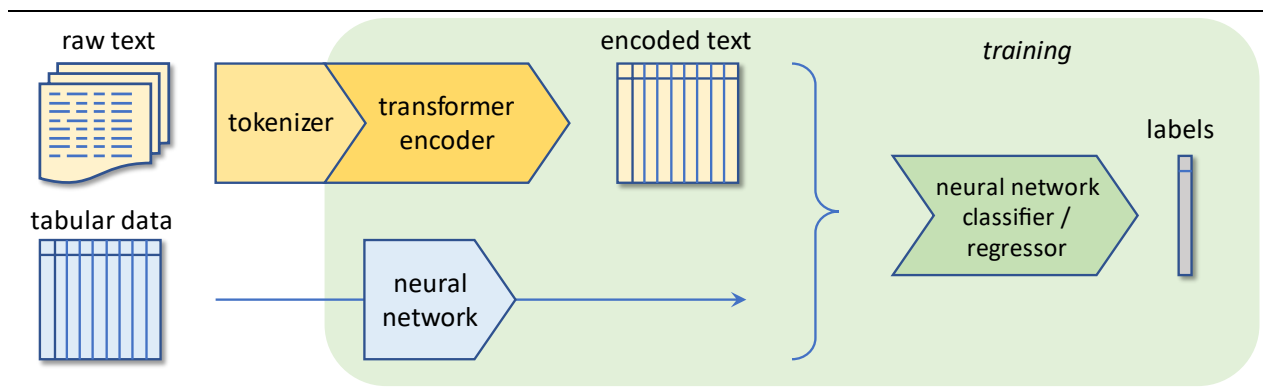 raw text
encoded text
training
tokenizer
transformer
encoder
labels
neural network
classifier /
regressor
tabular data
neural
network